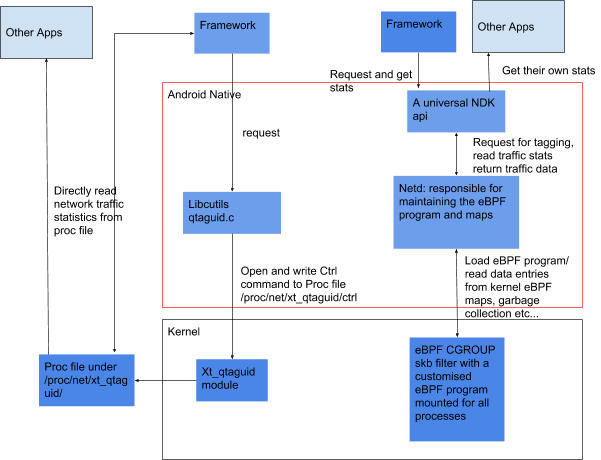 Other Apps
Framework
Framework
Other Apps
Request and get
stats
Get their own stats
Android Native
A universal NDK
api
request
Request for tagging,
read traffic stats
return traffic data
Directly read
network traffic
statistics from
proc file
Libcutils
qtaguid.c
Netd: responsible for
maintaining the eBPF
program and maps
Open and write Ctrl
command to Proc file
/proc/net/xt_qtaguid/ctrl
Load eBPF program/
read data entries
from kernel eBPF
maps, garbage
collection etc...
Kernel
Proc file under
/proc/net/xt_qtag
uid/
Xt_qtaguid
module
eBPF CGROUP
skb filter with a
customised
eBPF program
mounted for all
processes